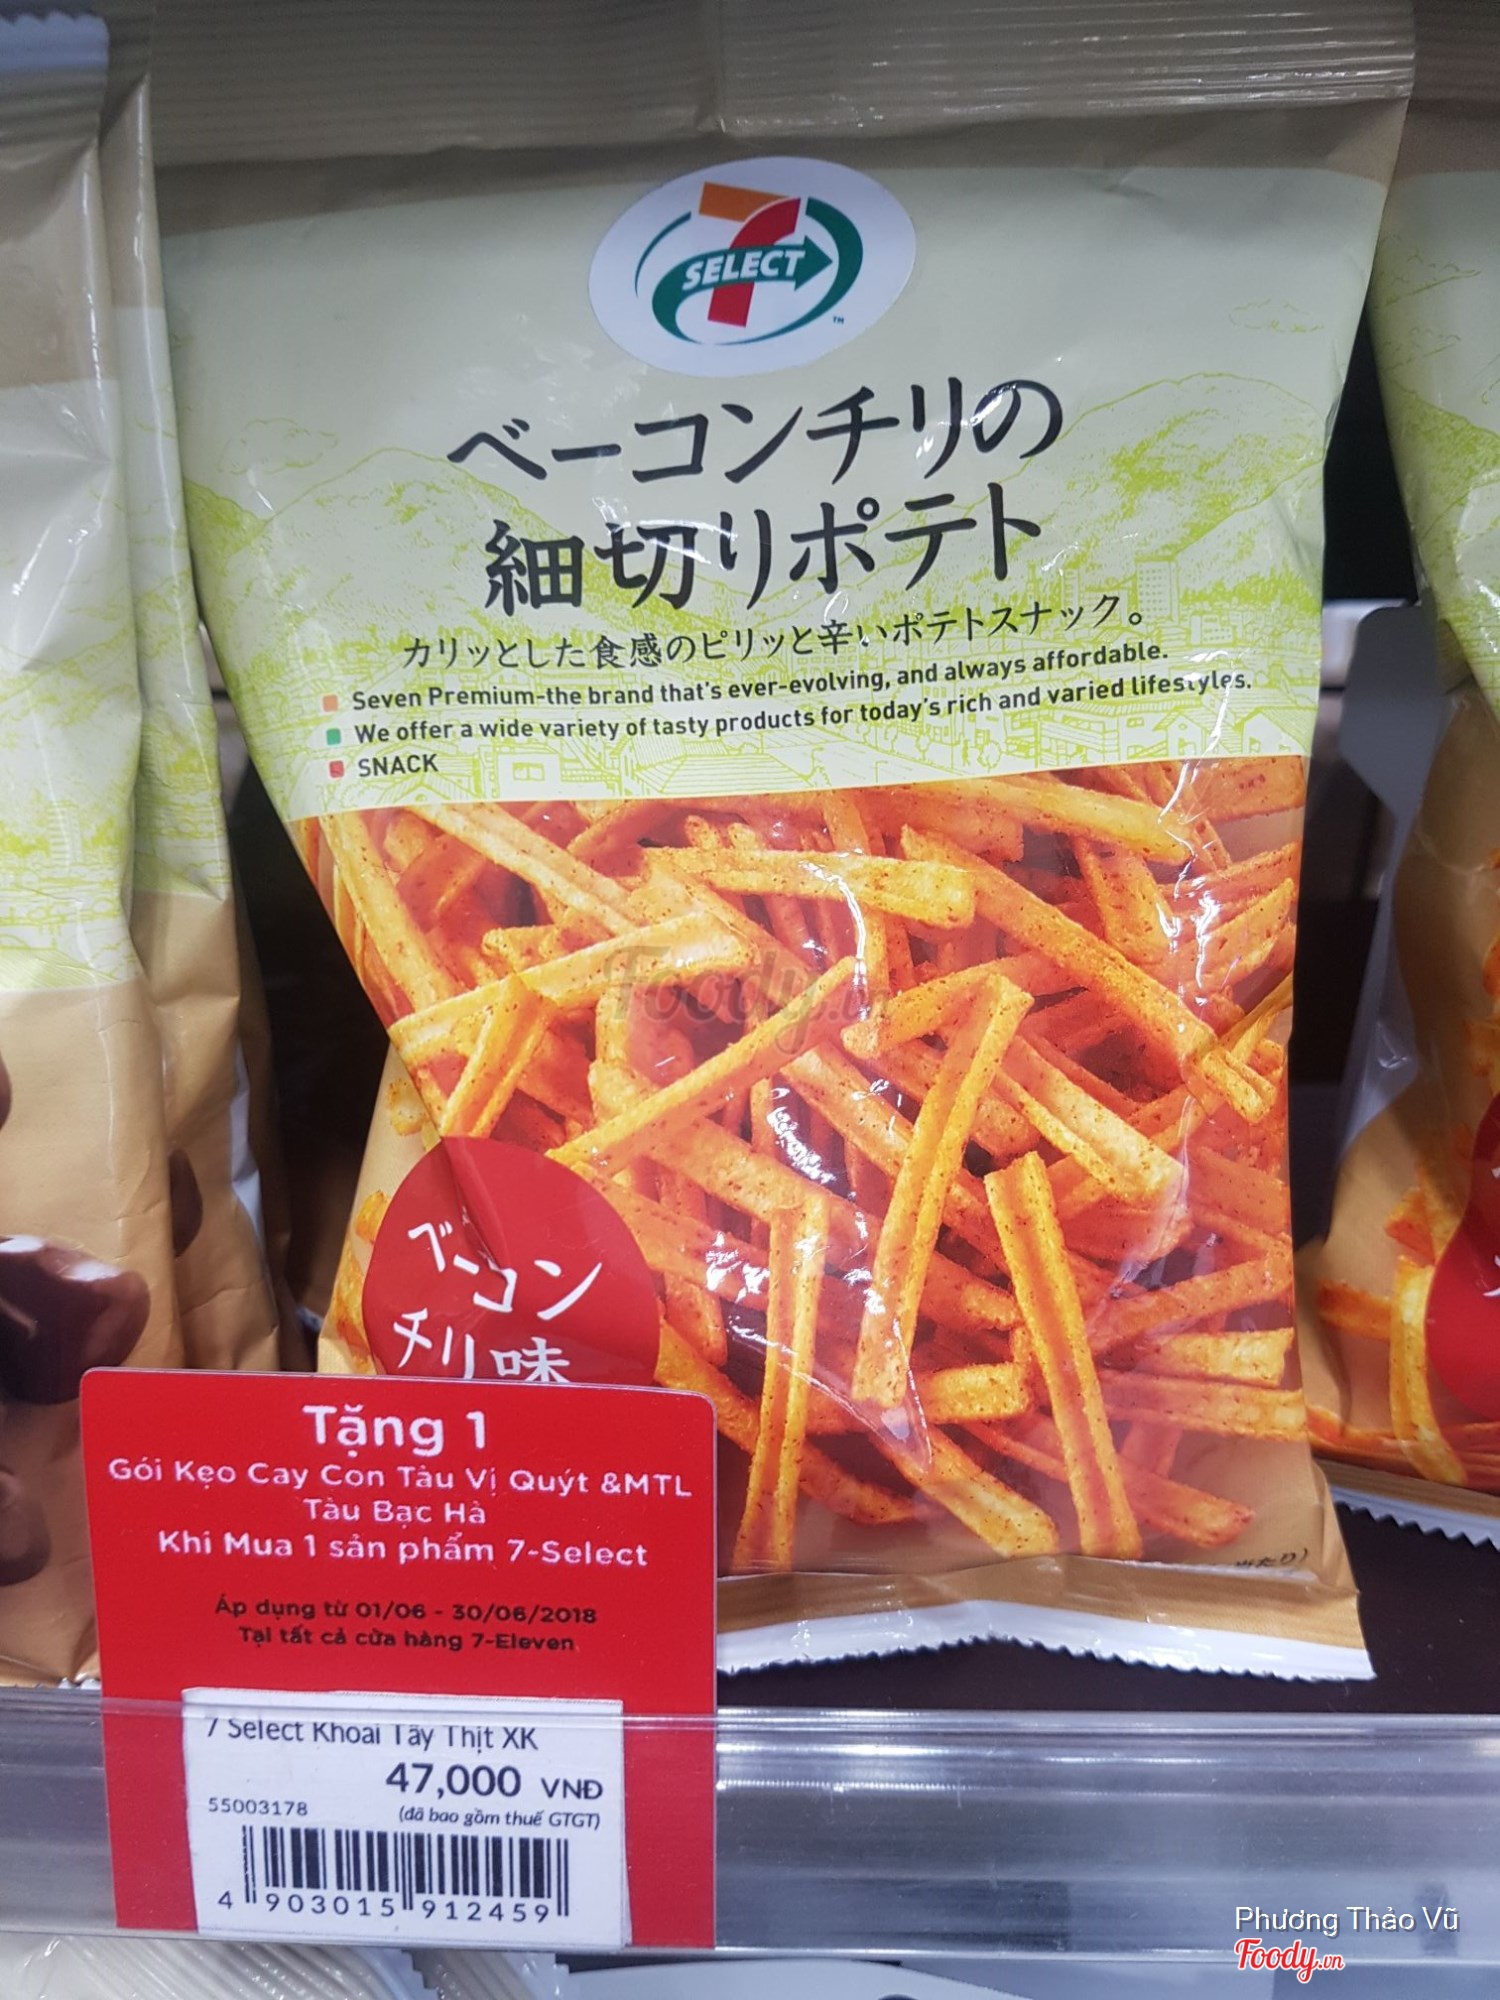 7
SELECT
TM
ベーコンチリの
細切りポテト
カリッとした食感のピリッと辛いポテトスナック。
Seven Premium-the brand that's ever-evolving, and always affordable.
We offer a wide variety of tasty products for today's rich and varied lifestyles.
SNACK
Foody.vn
ベーコン
チリ味
Tặng 1
Gói Kẹo Cay Con Tàu Vị Quýt &MTL
Tàu Bạc Hà
Khi Mua 1 sản phẩm 7-Select
Áp dụng từ 01/06 - 30/06/2018
Tại tất cả cửa hàng 7-Eleven
7 Select Khoai Tây Thịt XK
47,000 VNĐ
55003178
(đã bao gồm thuế GTGT)
4 903015 912459
Phương Thảo Vũ
Foody.vn